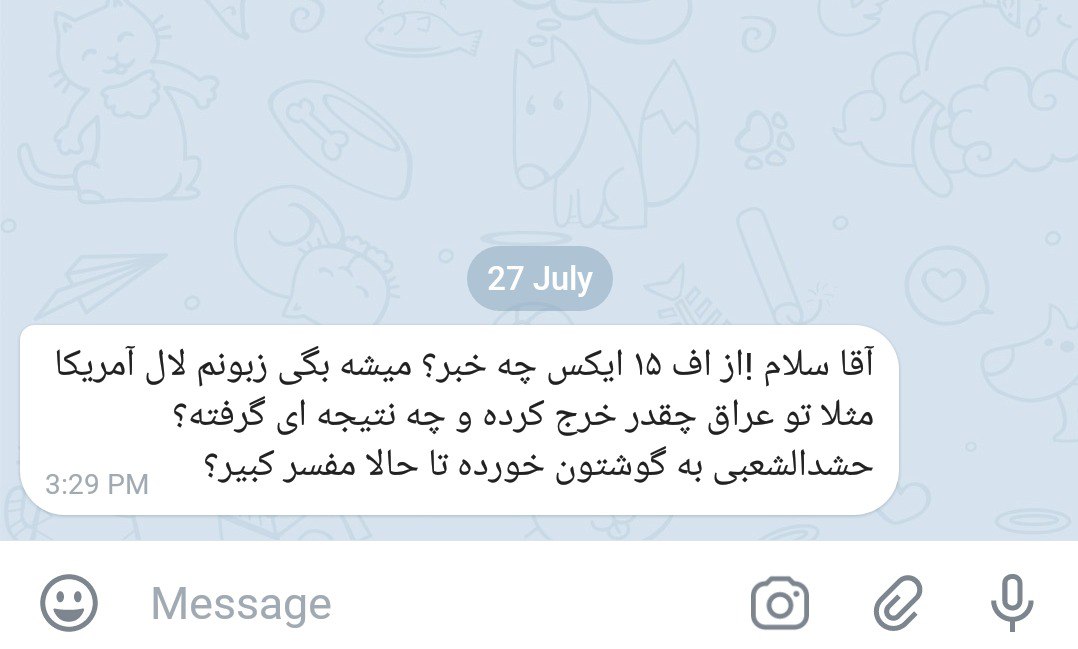 27 July
آقا سلام !از اف ۱۵ ایکس چه خبر؟ میشه بگی زبونم لال آمریکا
مثلا تو عراق چقدر خرج کرده و چه نتیجه ای گرفته؟
حشدالشعبی به گوشتون خورده تا حالا مفسر کبیر؟
3:29 PM
Message